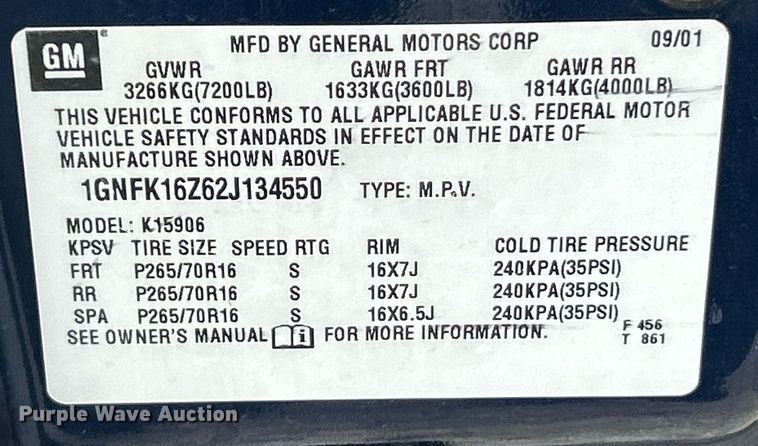 GM ® MFD BY GENERAL MOTORS CORP 09/01
GVWR GAWR FRT GAWR RR
3266KG(7200LB) 1633KG(3600LB) 1814KG(4000LB)
THIS VEHICLE CONFORMS TO ALL APPLICABLE U.S. FEDERAL MOTOR
VEHICLE SAFETY STANDARDS IN EFFECT ON THE DATE OF
MANUFACTURE SHOWN ABOVE.
1GNFK16Z62J134550 TYPE: M.P.V.
MODEL: K15906
KPSV TIRE SIZE SPEED RTG RIM COLD TIRE PRESSURE
FRT P265/70R16 S 16X7J 240KPA(35PSI)
RR P265/70R16 S 16X7J 240KPA(35PSI)
SPA P265/70R16 S 16X6.5J 240KPA(35PSI)
SEE OWNER'S MANUAL i FOR MORE INFORMATION. F 456
T 861
Purple Wave Auction